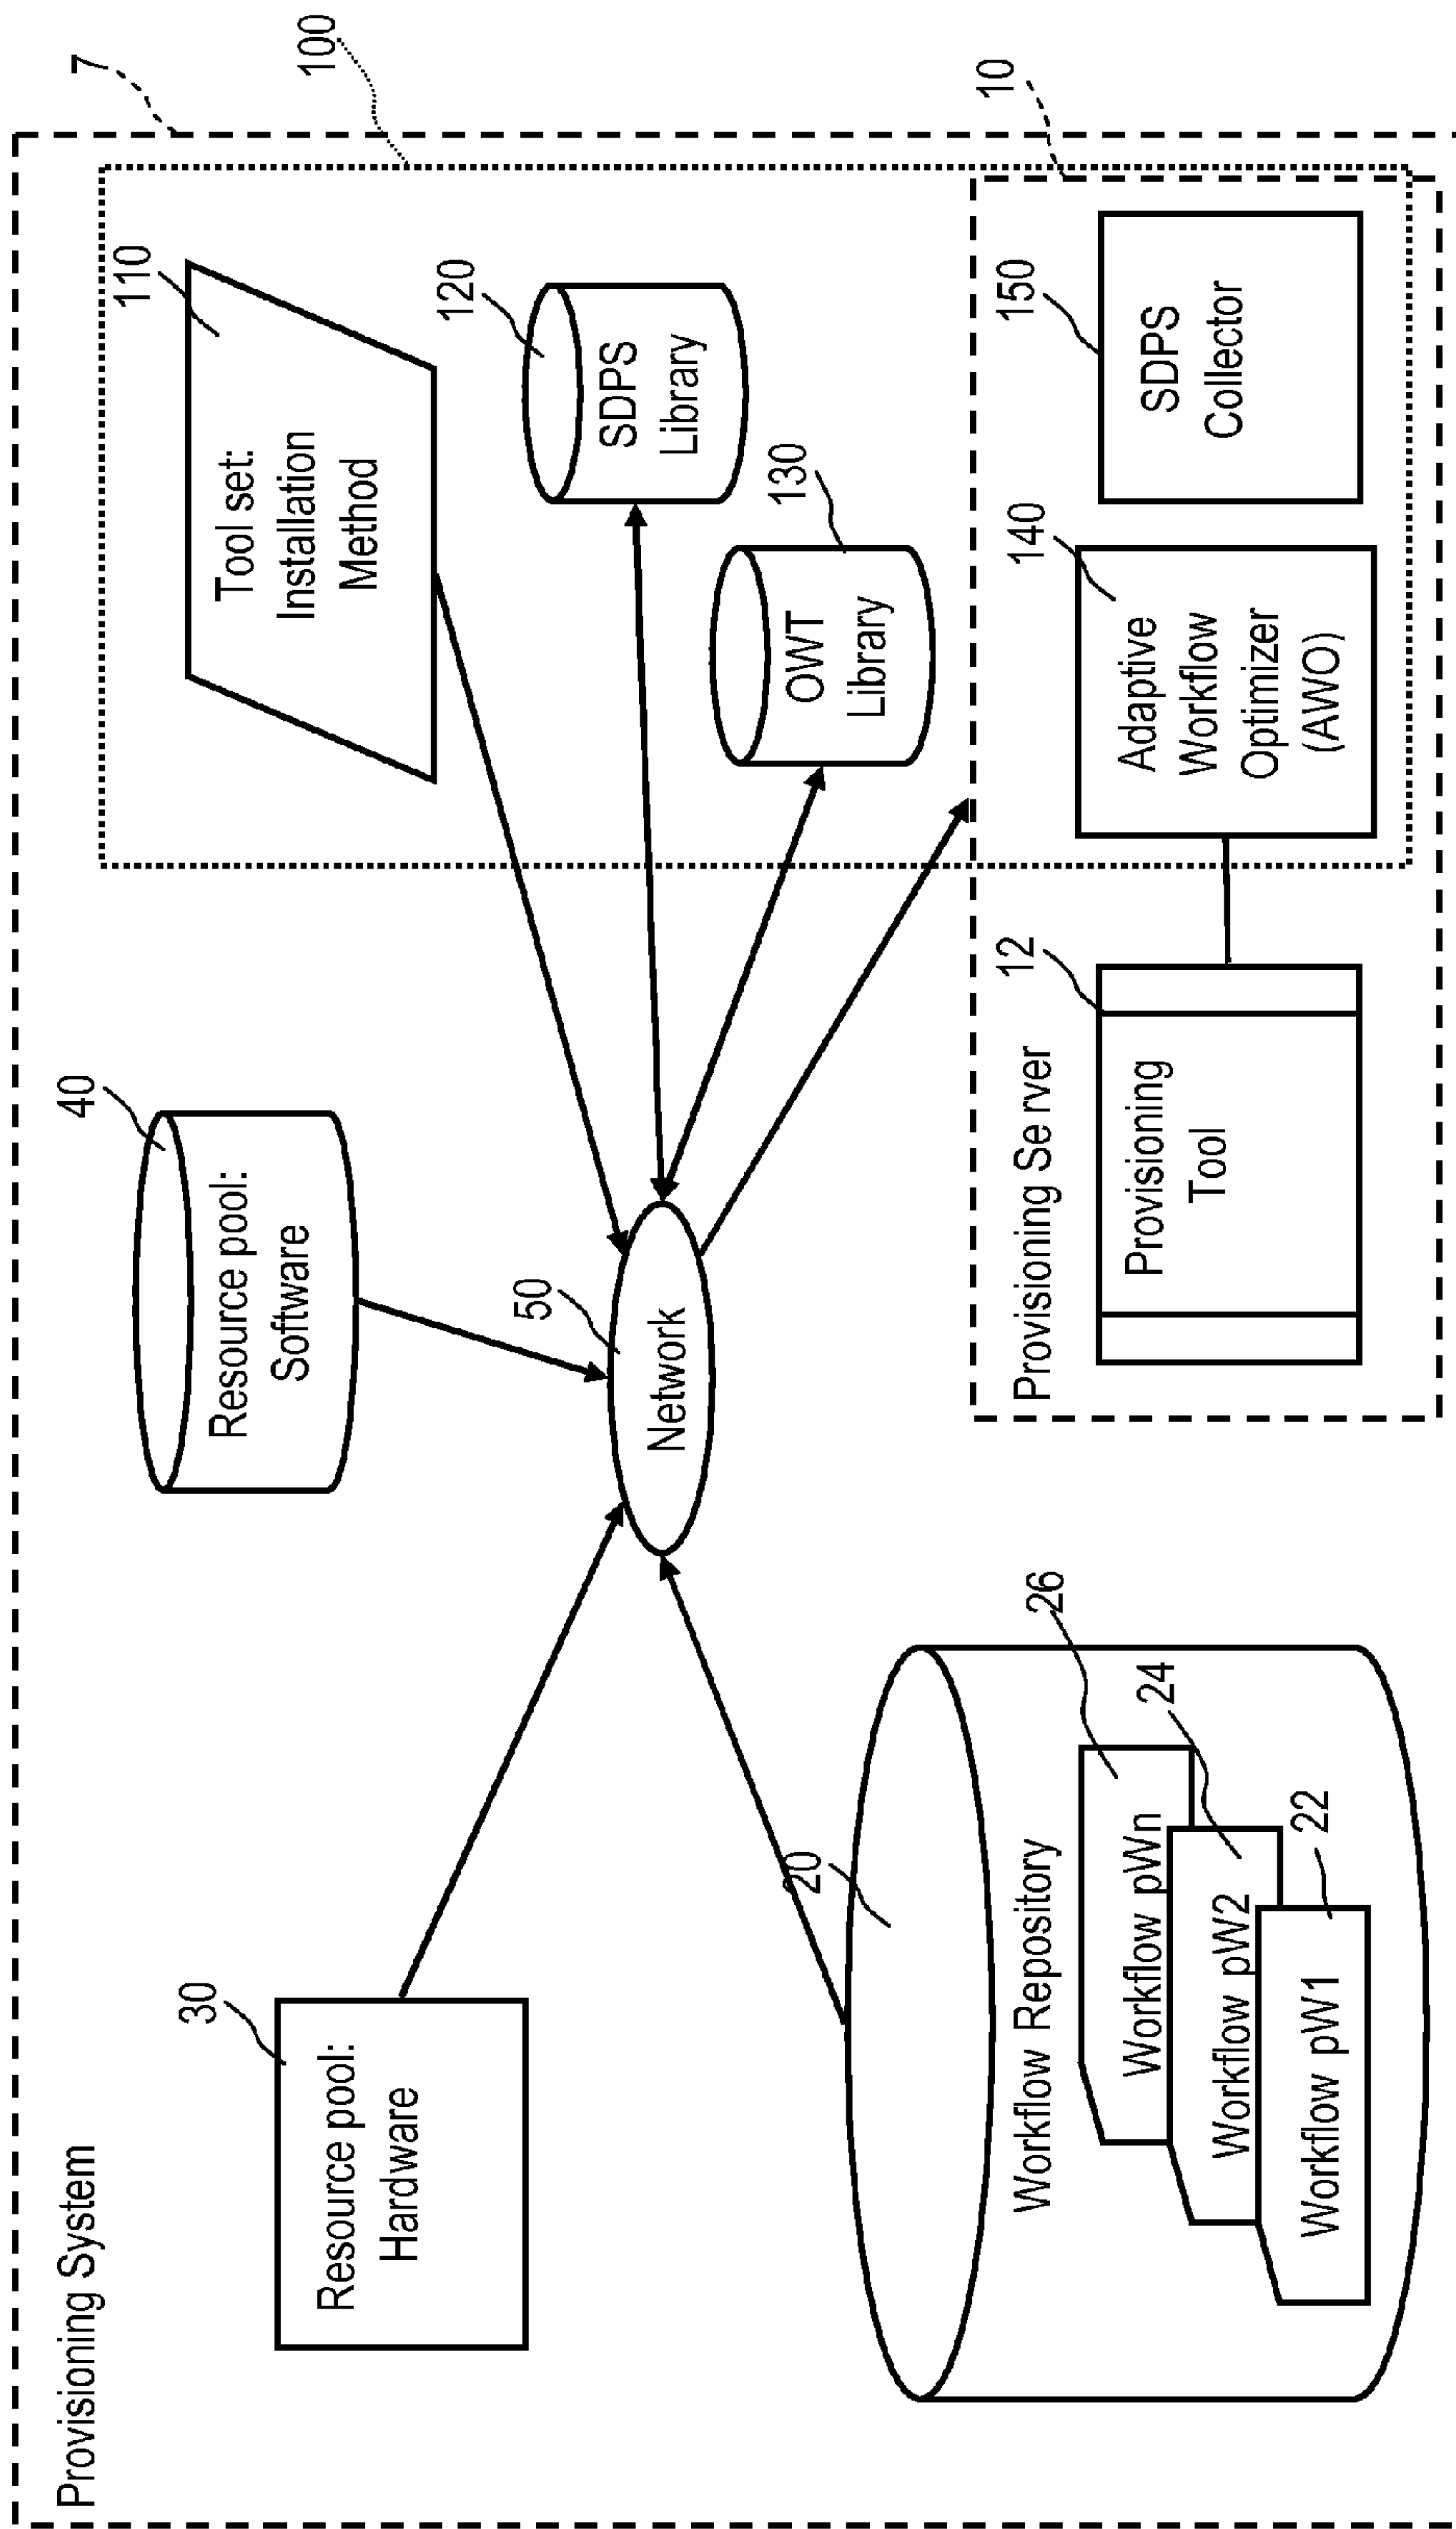 Provisioning System
7
100
30
Resource pool:
Hardware
40
Resource pool:
Software
110
Tool set:
Installation
Method
120
SDPS
Library
130
OWT
Library
50
Network
20
Workflow Repository
26
Workflow pWn
24
Workflow pW2
22
Workflow pW1
10
Provisioning Se rver
12
Provisioning
Tool
140
Adaptive
Workflow
Optimizer
(AWO)
150
SDPS
Collector